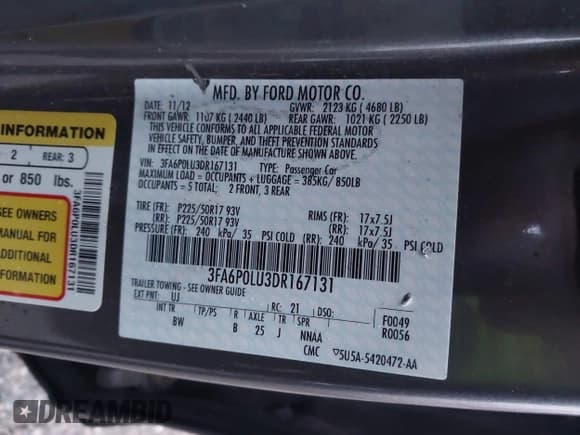 MFD. BY FORD MOTOR CO.
DATE: 11/12 GVWR: 2123 KG ( 4680 LB)
FRONT GAWR: 1107 KG ( 2440 LB) REAR GAWR: 1021 KG ( 2250 LB)
THIS VEHICLE CONFORMS TO ALL APPLICABLE FEDERAL MOTOR
VEHICLE SAFETY, BUMPER, AND THEFT PREVENTION STANDARDS
IN EFFECT ON THE DATE OF MANUFACTURE SHOWN ABOVE.
VIN: 3FA6P0LU3DR167131 TYPE: Passenger Car
MAXIMUM LOAD = OCCUPANTS + LUGGAGE = 385KG/ 850LB
OCCUPANTS = 5 TOTAL: 2 FRONT, 3 REAR
TIRE (FR): P225/50R17 93V RIMS (FR): 17x7.5J
(RR): P225/50R17 93V (RR): 17x7.5J
PRESSURE (FR): 240 kPa/ 35 PSI COLD (RR): 240 kPa/ 35 PSI COLD
3FA6P0LU3DR167131
TRAILER TOWING - SEE OWNER GUIDE
EXT PNT: UJ RC: 21 DSO: F0049
INT TR TP/PS R AXLE TR SPR R0056
BW B 25 J NNAA
CMC 5U5A-5420472-AA
INFORMATION
2 REAR: 3
or 850 lbs.
SEE OWNERS
MANUAL FOR
ADDITIONAL
INFORMATION
3FA6P0LU3DR167131
DREAMBID